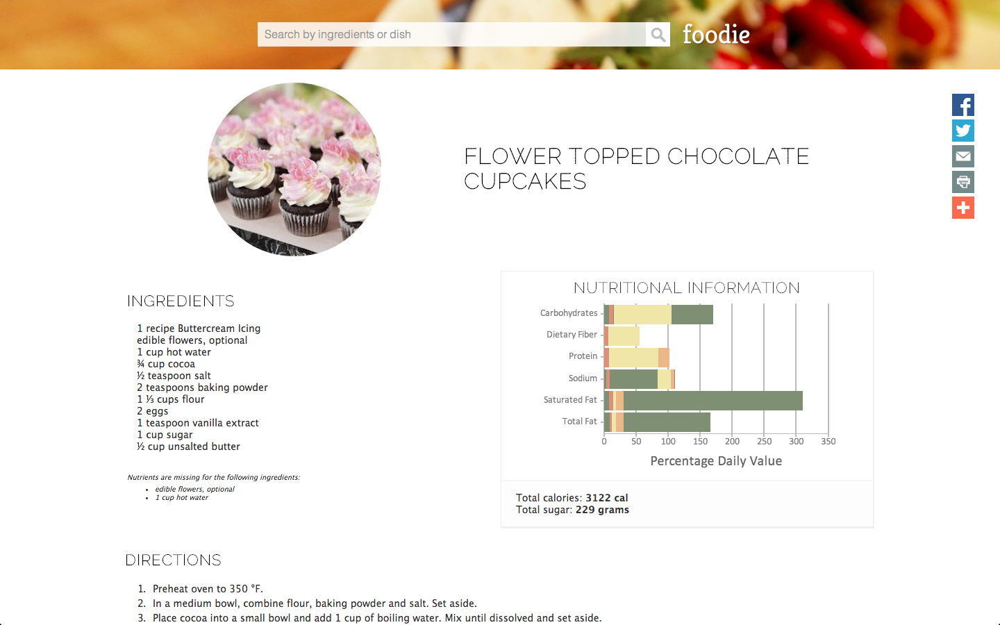 Search by ingredients or dish
foodie
FLOWER TOPPED CHOCOLATE
CUPCAKES
INGREDIENTS
1 recipe Buttercream Icing
edible flowers, optional
1 cup hot water
¾ cup cocoa
½ teaspoon salt
2 teaspoons baking powder
1 ⅓ cups flour
2 eggs
1 teaspoon vanilla extract
1 cup sugar
½ cup unsalted butter
Nutrients are missing for the following ingredients:
• edible flowers, optional
• 1 cup hot water
NUTRITIONAL INFORMATION
Carbohydrates
Dietary Fiber
Protein
Sodium
Saturated Fat
Total Fat
0 50 100 150 200 250 300 350
Percentage Daily Value
Total calories: 3122 cal
Total sugar: 229 grams
DIRECTIONS
1. Preheat oven to 350 °F.
2. In a medium bowl, combine flour, baking powder and salt. Set aside.
3. Place cocoa into a small bowl and add 1 cup of boiling water. Mix until dissolved and set aside.